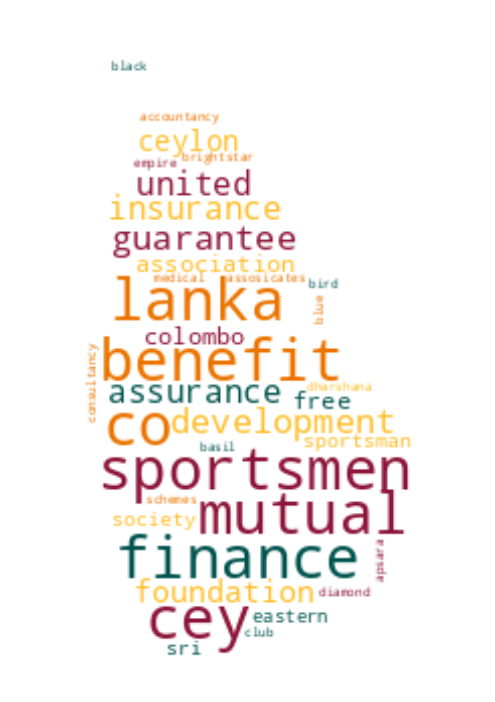 black
accountancy
ceylon
brightstar
empire
united
insurance
guarantee
association
medical assosicates
bird
lanka
blue
colombo
benefit
consultancy
dharshana
assurance
free
co
development
sportsman
basil
sportsmen
schemes
mutual
society
finance
apsara
foundation
diamond
cey
eastern
club
sri